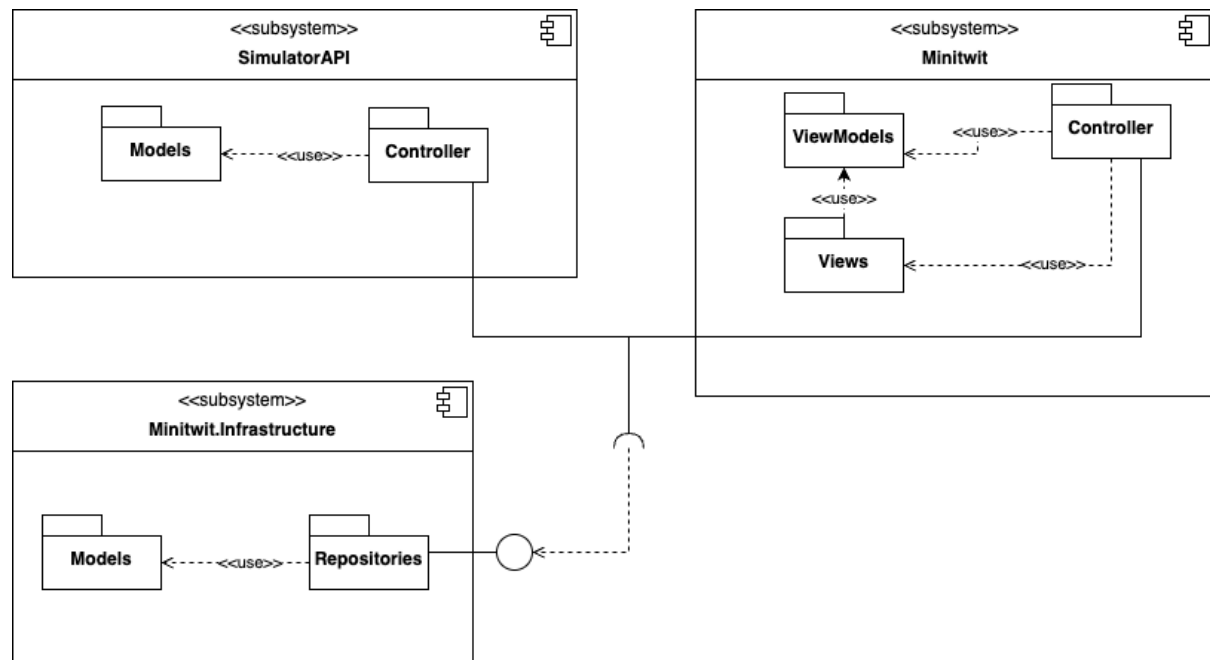 <<subsystem>>
SimulatorAPI
Models
<<use>>
Controller
<<subsystem>>
Minitwit
ViewModels
<<use>>
Controller
<<use>>
Views
<<use>>
<<subsystem>>
Minitwit.Infrastructure
Models
<<use>>
Repositories